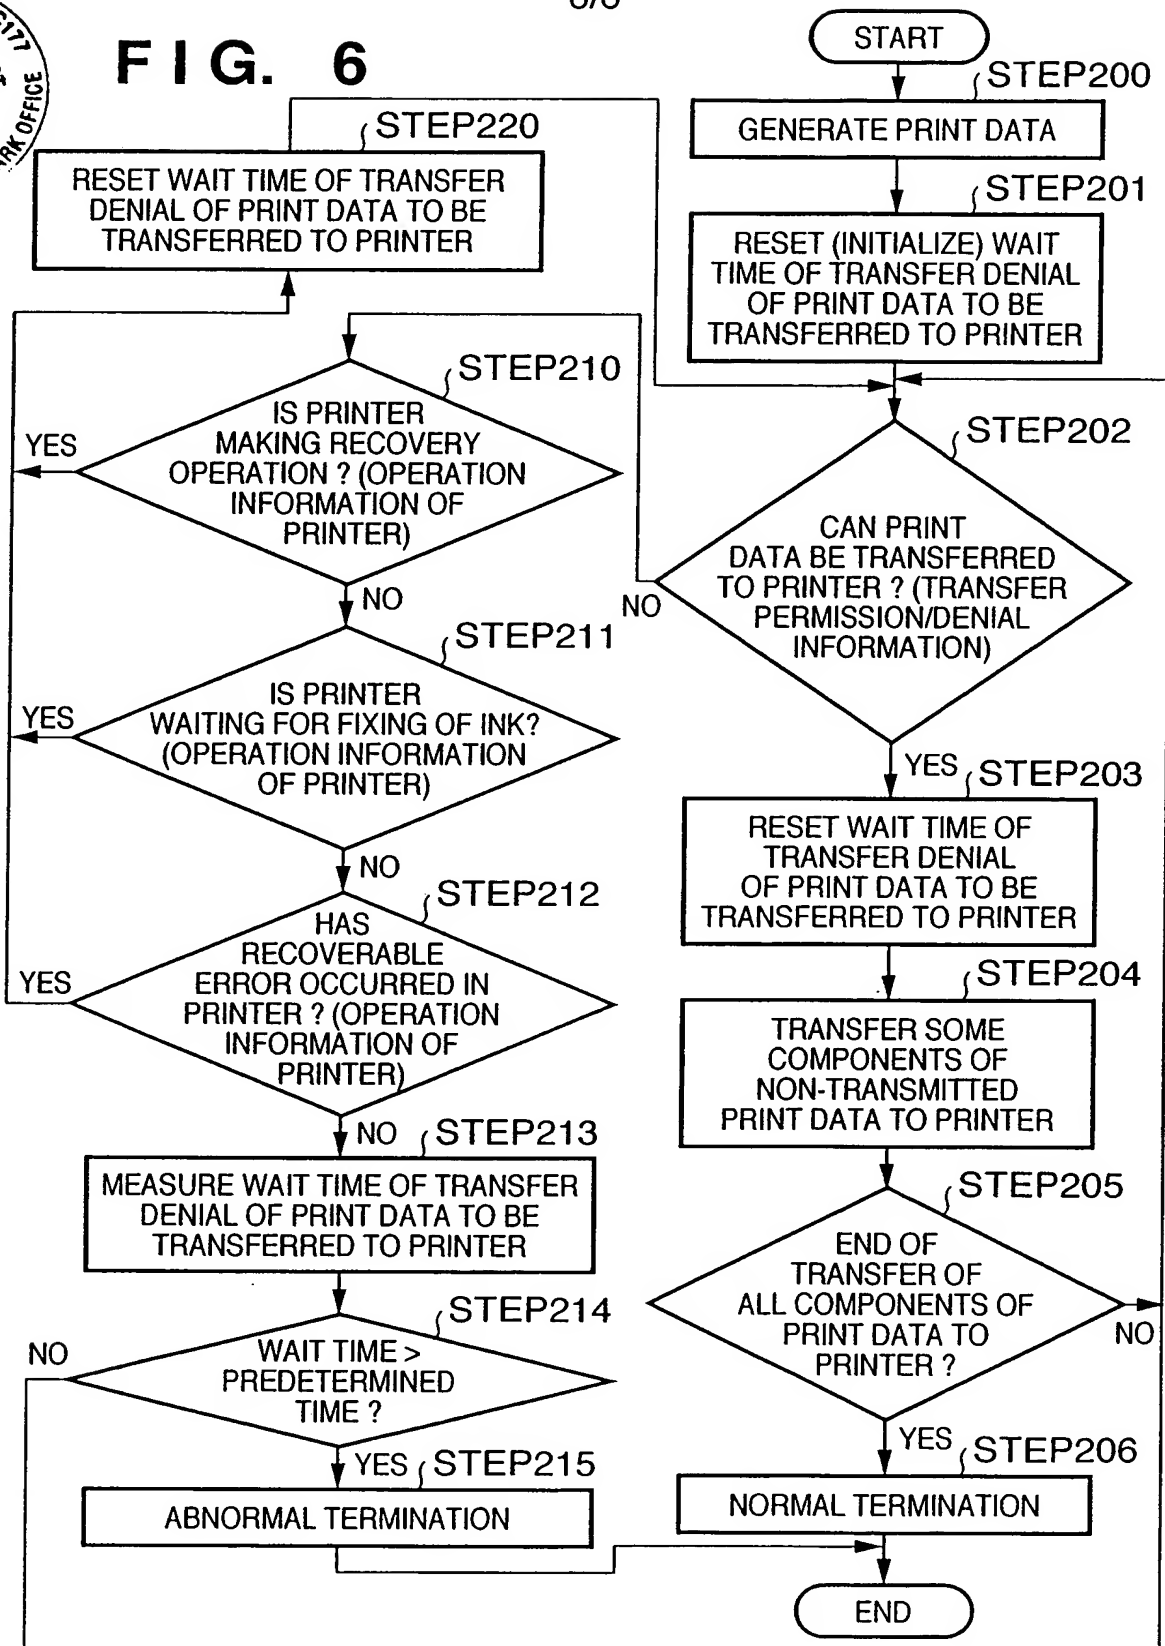 FIG. 6
START
STEP200
GENERATE PRINT DATA
STEP201
RESET (INITIALIZE) WAIT
TIME OF TRANSFER DENIAL
OF PRINT DATA TO BE
TRANSFERRED TO PRINTER
STEP202
CAN PRINT
DATA BE TRANSFERRED
TO PRINTER ? (TRANSFER
PERMISSION/DENIAL
INFORMATION)
NO
YES
STEP203
RESET WAIT TIME OF
TRANSFER DENIAL
OF PRINT DATA TO BE
TRANSFERRED TO PRINTER
STEP204
TRANSFER SOME
COMPONENTS OF
NON-TRANSMITTED
PRINT DATA TO PRINTER
STEP205
END OF
TRANSFER OF
ALL COMPONENTS OF
PRINT DATA TO
PRINTER ?
NO
YES
STEP206
NORMAL TERMINATION
END
STEP220
RESET WAIT TIME OF TRANSFER
DENIAL OF PRINT DATA TO BE
TRANSFERRED TO PRINTER
STEP210
IS PRINTER
MAKING RECOVERY
OPERATION ? (OPERATION
INFORMATION OF
PRINTER)
YES
NO
STEP211
IS PRINTER
WAITING FOR FIXING OF INK?
(OPERATION INFORMATION
OF PRINTER)
YES
NO
STEP212
HAS
RECOVERABLE
ERROR OCCURRED IN
PRINTER ? (OPERATION
INFORMATION OF
PRINTER)
YES
NO
STEP213
MEASURE WAIT TIME OF TRANSFER
DENIAL OF PRINT DATA TO BE
TRANSFERRED TO PRINTER
STEP214
WAIT TIME >
PREDETERMINED
TIME ?
NO
YES
STEP215
ABNORMAL TERMINATION
OFFICE